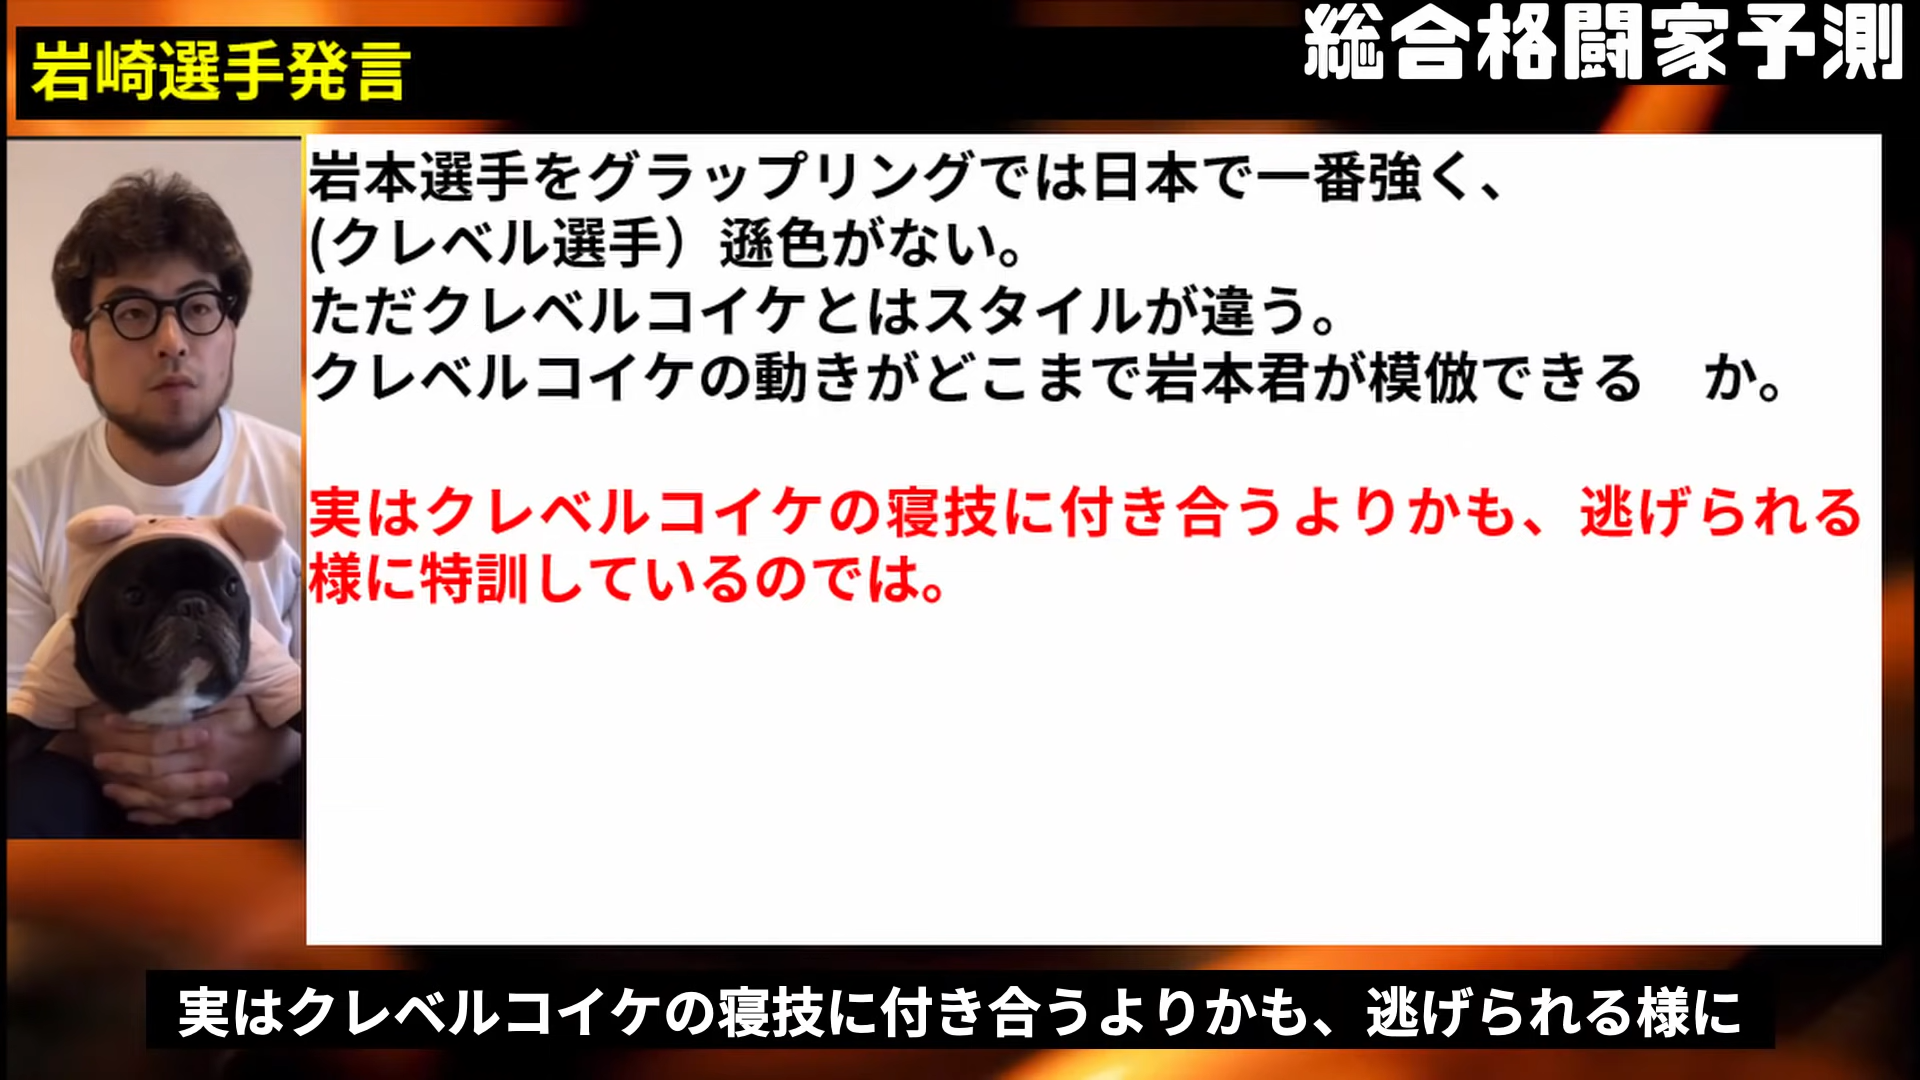 岩崎選手発言
総合格闘家予測
岩本選手をグラップリングでは日本で一番強く、
(クレベル選手）遜色がない。
ただクレベルコイケとはスタイルが違う。
クレベルコイケの動きがどこまで岩本君が模倣できる　か。
実はクレベルコイケの寝技に付き合うよりかも、逃げられる
様に特訓しているのでは。
実はクレベルコイケの寝技に付き合うよりかも、逃げられる様に